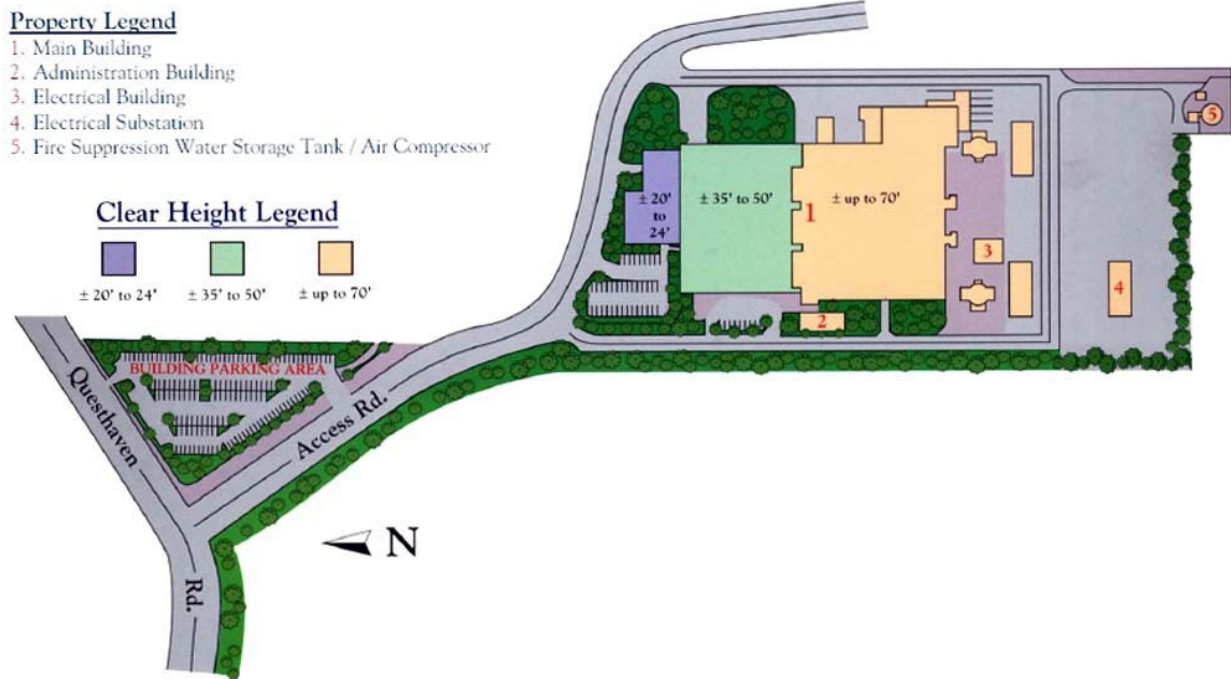 Property Legend
1. Main Building
2. Administration Building
3. Electrical Building
4. Electrical Substation
5. Fire Suppression Water Storage Tank / Air Compressor
Clear Height Legend
± 20' to 24'
± 35' to 50'
± up to 70'
± 20'
to
24'
± 35' to 50'
1
± up to 70'
2
3
4
5
BUILDING PARKING AREA
Questhaven
Rd.
Access Rd.
N